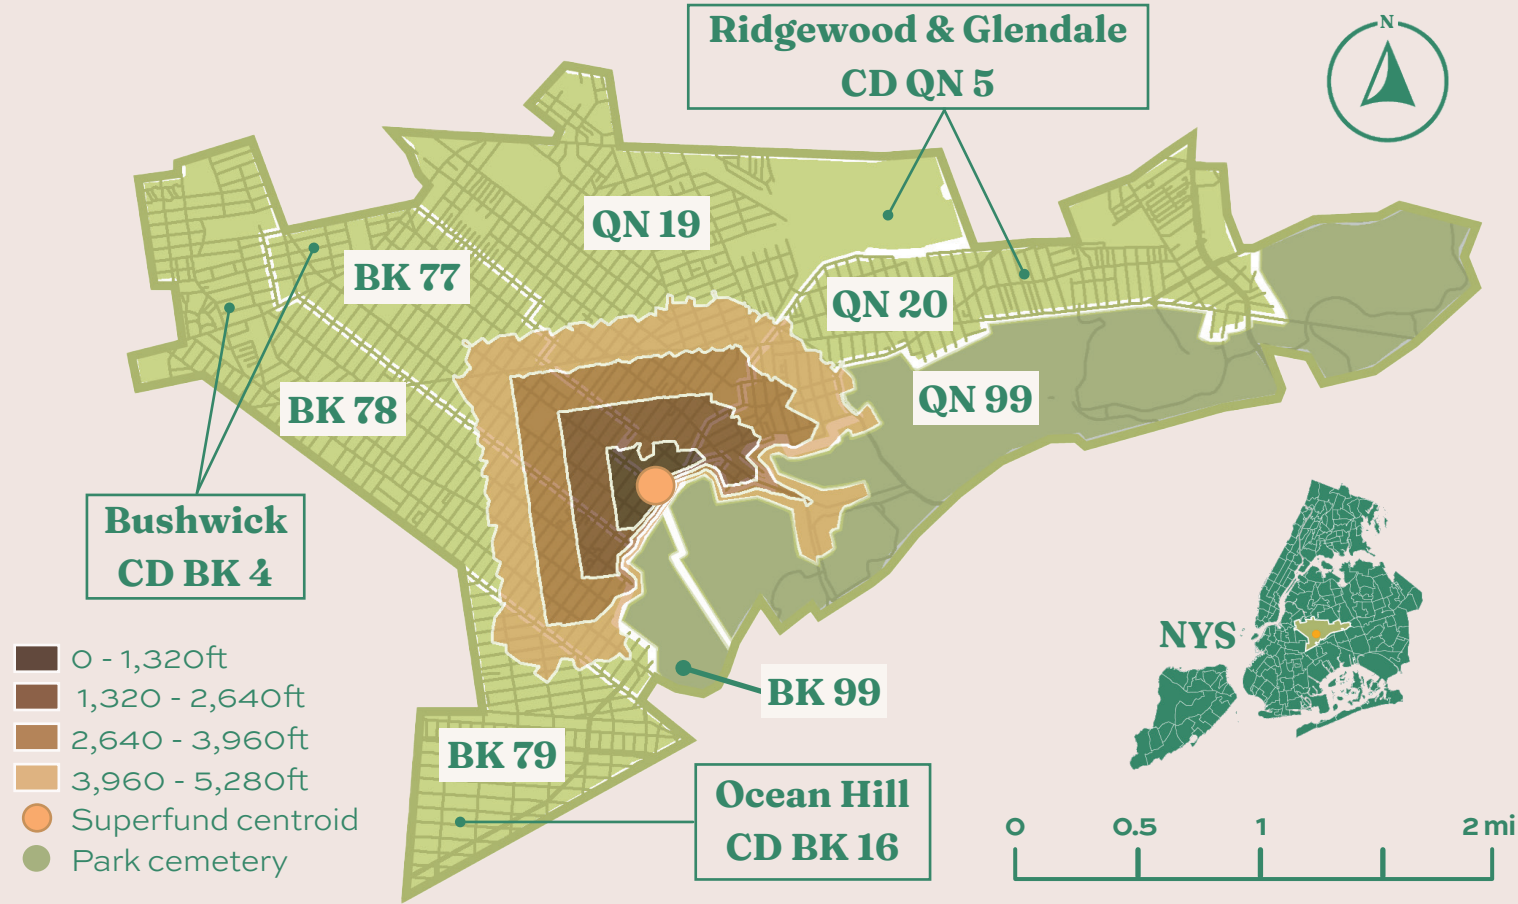 Ridgewood & Glendale
CD QN 5
N
QN 19
BK 77
QN 20
BK 78
QN 99
Bushwick
CD BK 4
NYS
0 - 1,320ft
1,320 - 2,640ft
2,640 - 3,960ft
3,960 - 5,280ft
Superfund centroid
Park cemetery
BK 99
BK 79
Ocean Hill
CD BK 16
0 0.5 1 2 mi